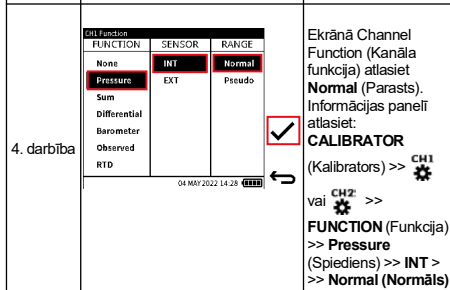 4. darbība
CH1 Function
FUNCTION SENSOR RANGE
None INT Normal
Pressure EXT Pseudo
Sum
Differential
Barometer
Observed
RTD
04 MAY 2022 14:28
Ekrānā Channel
Function (Kanāla
funkcija) atlasiet
Normal (Parasts).
Informācijas panelī
atlasiet:
CALIBRATOR
(Kalibrators) >> CH1
vai CH2 >>
FUNCTION (Funkcija)
>> Pressure
(Spiediens) >> INT >
>> Normal (Normāls)